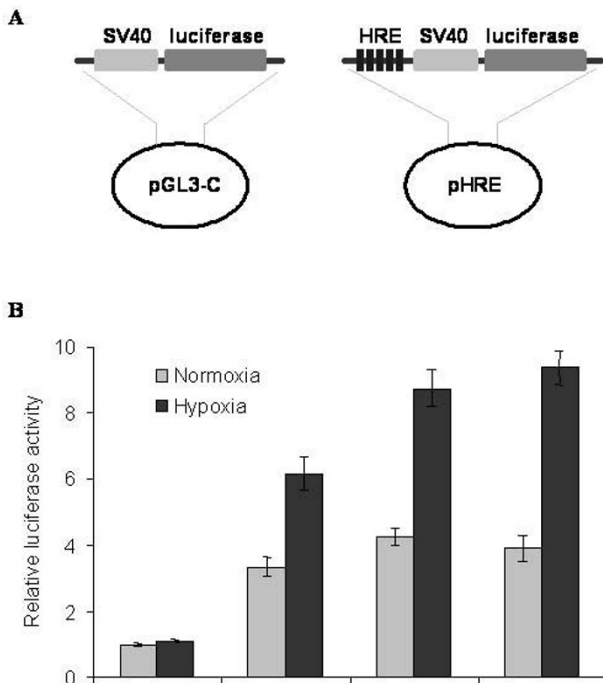 A
SV40 luciferase
HRE SV40 luciferase
pGL3-C
pHRE
B
10
8
6
4
2
0
Relative luciferase activity
Normoxia
Hypoxia